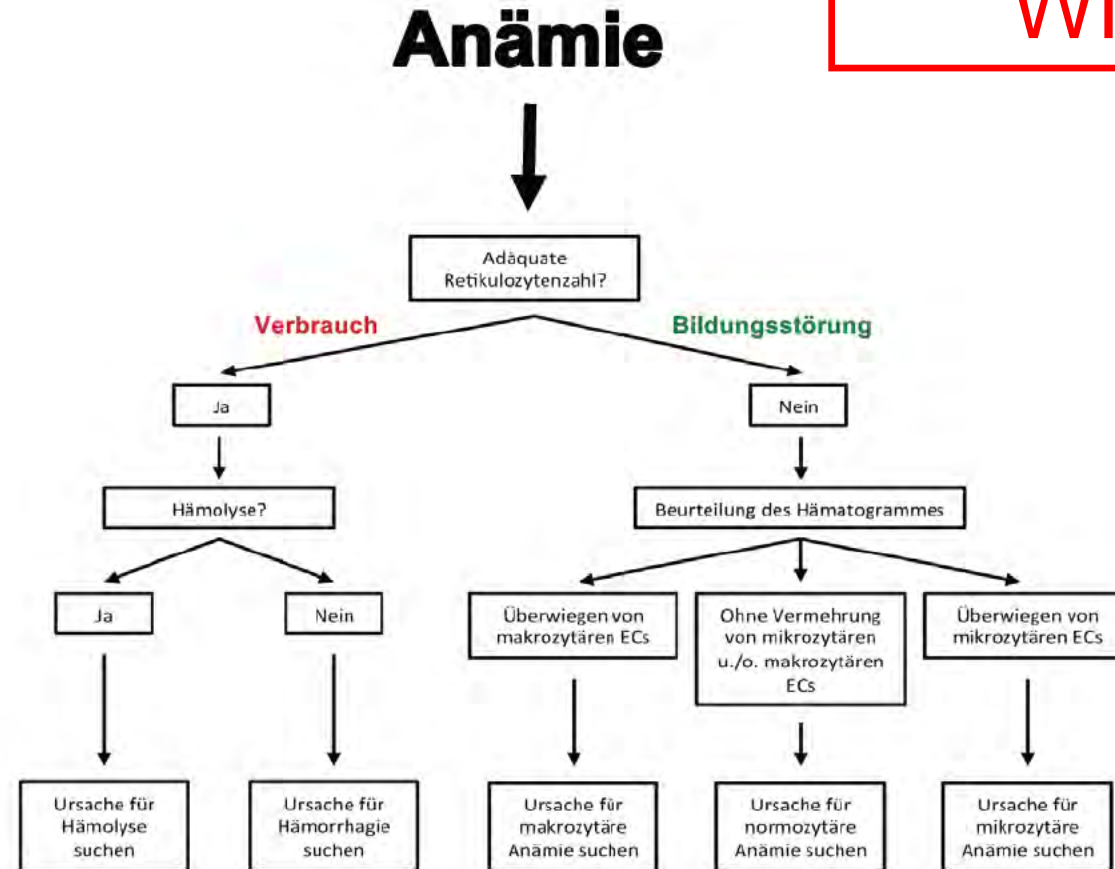 Anämie
WI
Adäquate
Retikulozytenzahl?
Verbrauch
Bildungsstörung
Ja
Nein
Hämolyse?
Beurteilung des Hämatogrammes
Ja
Nein
Überwiegen von
makrozytären ECs
Ohne Vermehrung
von mikrozytären
u./o. makrozytären
ECs
Überwiegen von
mikrozytären ECs
Ursache für
Hämolyse
suchen
Ursache für
Hämorrhagie
suchen
Ursache für
makrozytäre
Anämie suchen
Ursache für
normozytäre
Anämie suchen
Ursache für
mikrozytäre
Anämie suchen